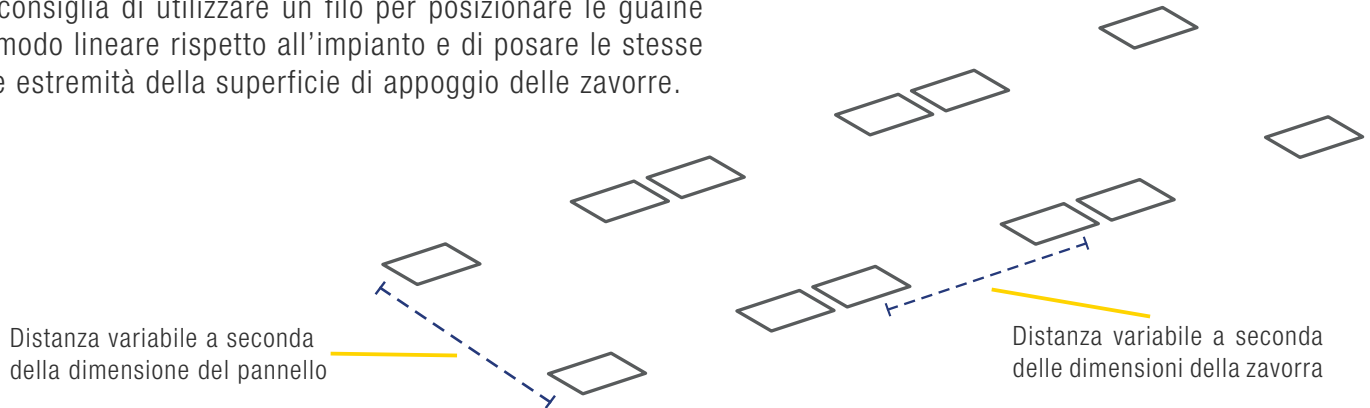 consiglia di utilizzare un filo per posizionare le guaine
modo lineare rispetto all'impianto e di posare le stesse
e estremità della superficie di appoggio delle zavorre.
Distanza variabile a seconda
della dimensione del pannello
Distanza variabile a seconda
delle dimensioni della zavorra